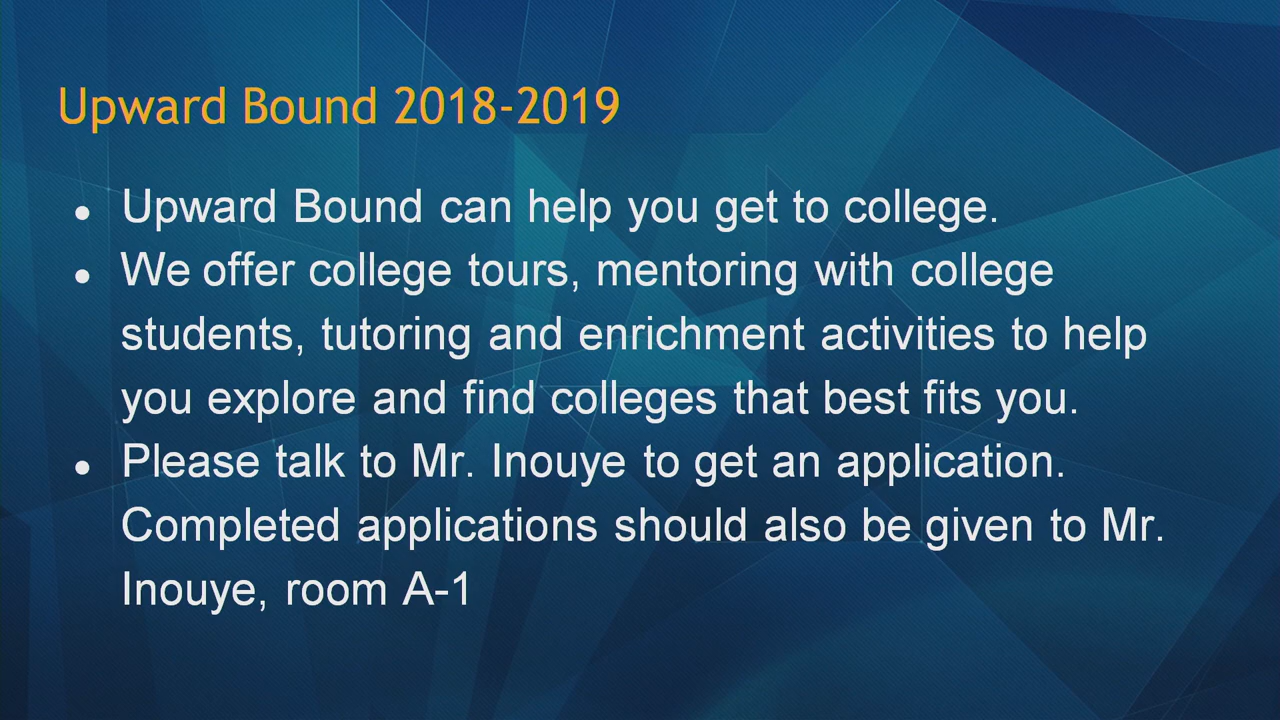 Upward Bound 2018-2019
● Upward Bound can help you get to college.
● We offer college tours, mentoring with college
students, tutoring and enrichment activities to help
you explore and find colleges that best fits you.
● Please talk to Mr. Inouye to get an application.
Completed applications should also be given to Mr.
Inouye, room A-1